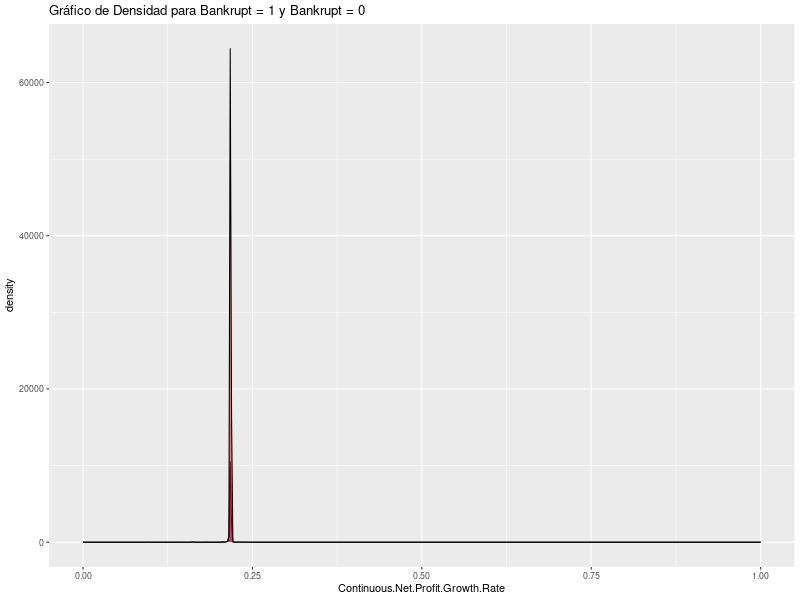 Gráfico de Densidad para Bankrupt = 1 y Bankrupt = 0
60000
40000
density
20000
0
0.00 0.25 0.50 0.75 1.00
Continuous.Net.Profit.Growth.Rate